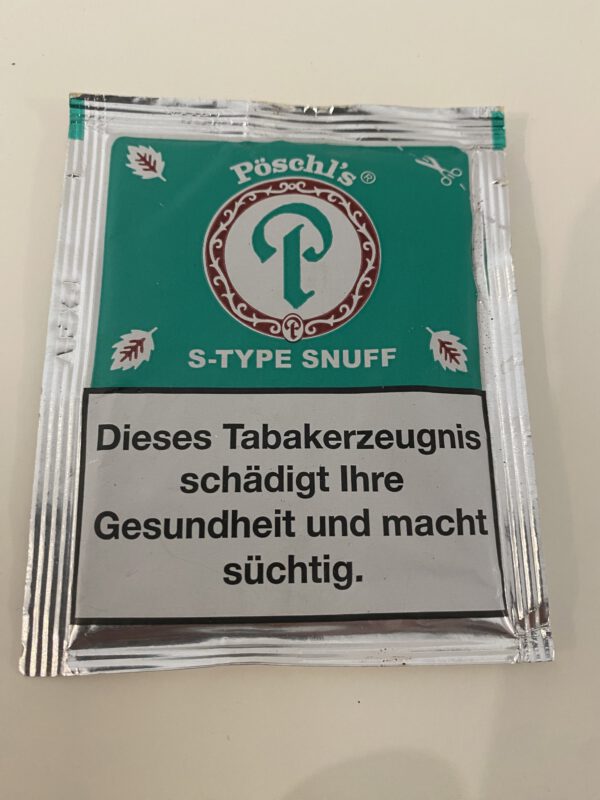 Pöschl's®
P
S-TYPE SNUFF
Dieses Tabakerzeugnis
schädigt Ihre
Gesundheit und macht
süchtig.